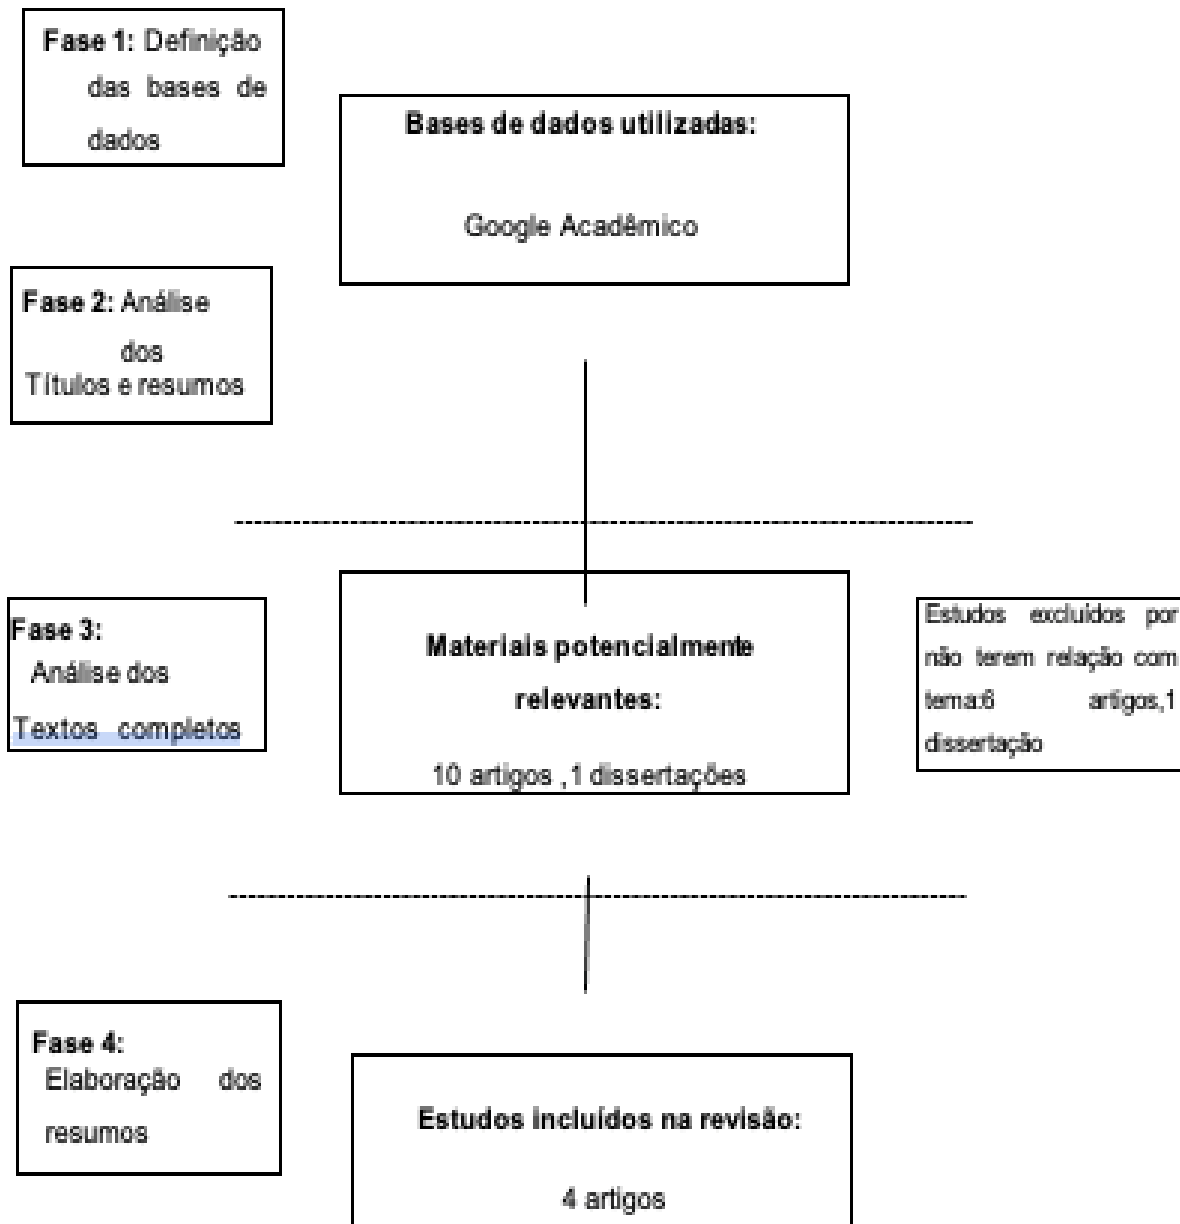 Fase 1: Definição
das bases de
dados
Bases de dados utilizadas:
Google Acadêmico
Fase 2: Análise
dos
Títulos e resumos
Fase 3:
Análise dos
Textos completos
Materiais potencialmente
relevantes:
10 artigos ,1 dissertações
Estudos excluídos por
não terem relação com
tema:6 artigos,1
dissertação
Fase 4:
Elaboração dos
resumos
Estudos incluídos na revisão:
4 artigos